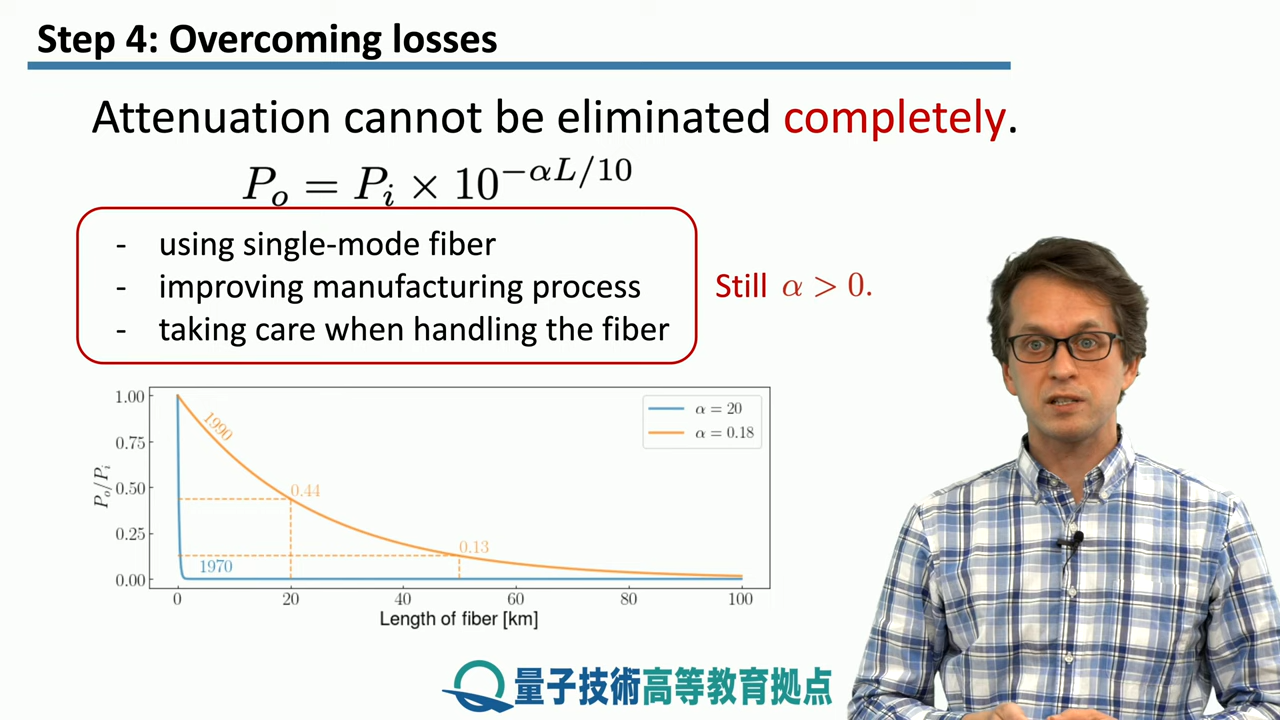 Step 4: Overcoming losses
Attenuation cannot be eliminated completely.
P_o = P_i × 10^{-αL/10}
- using single-mode fiber
- improving manufacturing process
- taking care when handling the fiber
Still α > 0.
1.00
0.75
0.50
0.25
0.00
P_o/P_i
1990
0.44
0.13
1970
α = 20
α = 0.18
0 20 40 60 80 100
Length of fiber [km]
量子技術高等教育拠点